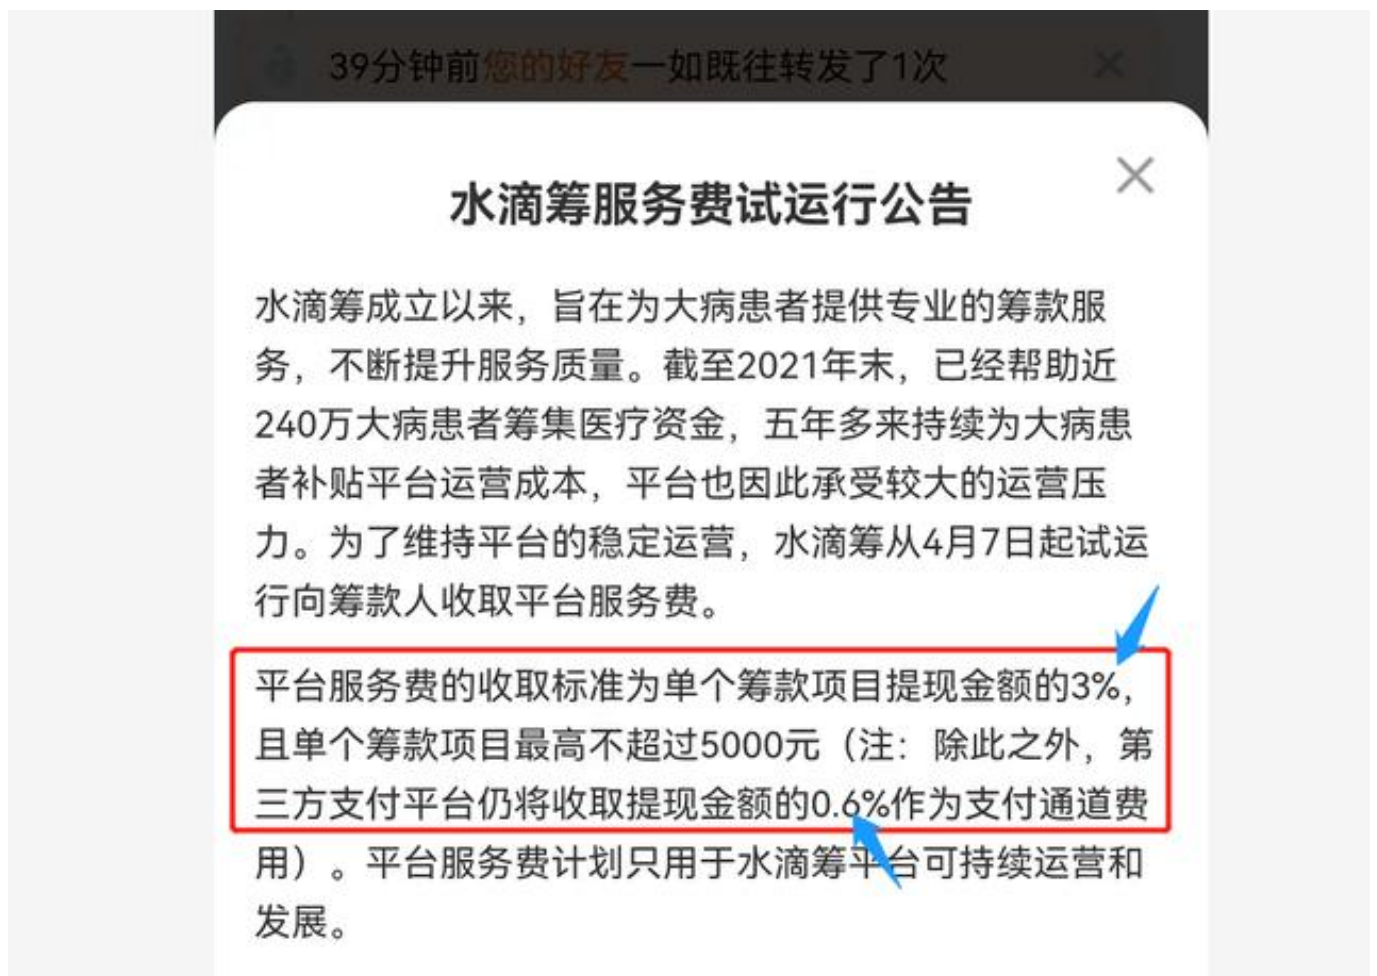 39分钟前您的好友一如既往转发了1次
水滴筹服务费试运行公告
水滴筹成立以来，旨在为大病患者提供专业的筹款服
务，不断提升服务质量。截至2021年末，已经帮助近
240万大病患者筹集医疗资金，五年多来持续为大病患
者补贴平台运营成本，平台也因此承受较大的运营压
力。为了维持平台的稳定运营，水滴筹从4月7日起试运
行向筹款人收取平台服务费。
平台服务费的收取标准为单个筹款项目提现金额的3%，
且单个筹款项目最高不超过5000元（注：除此之外，第
三方支付平台仍将收取提现金额的0.6%作为支付通道费
用）。平台服务费计划只用于水滴筹平台可持续运营和
发展。